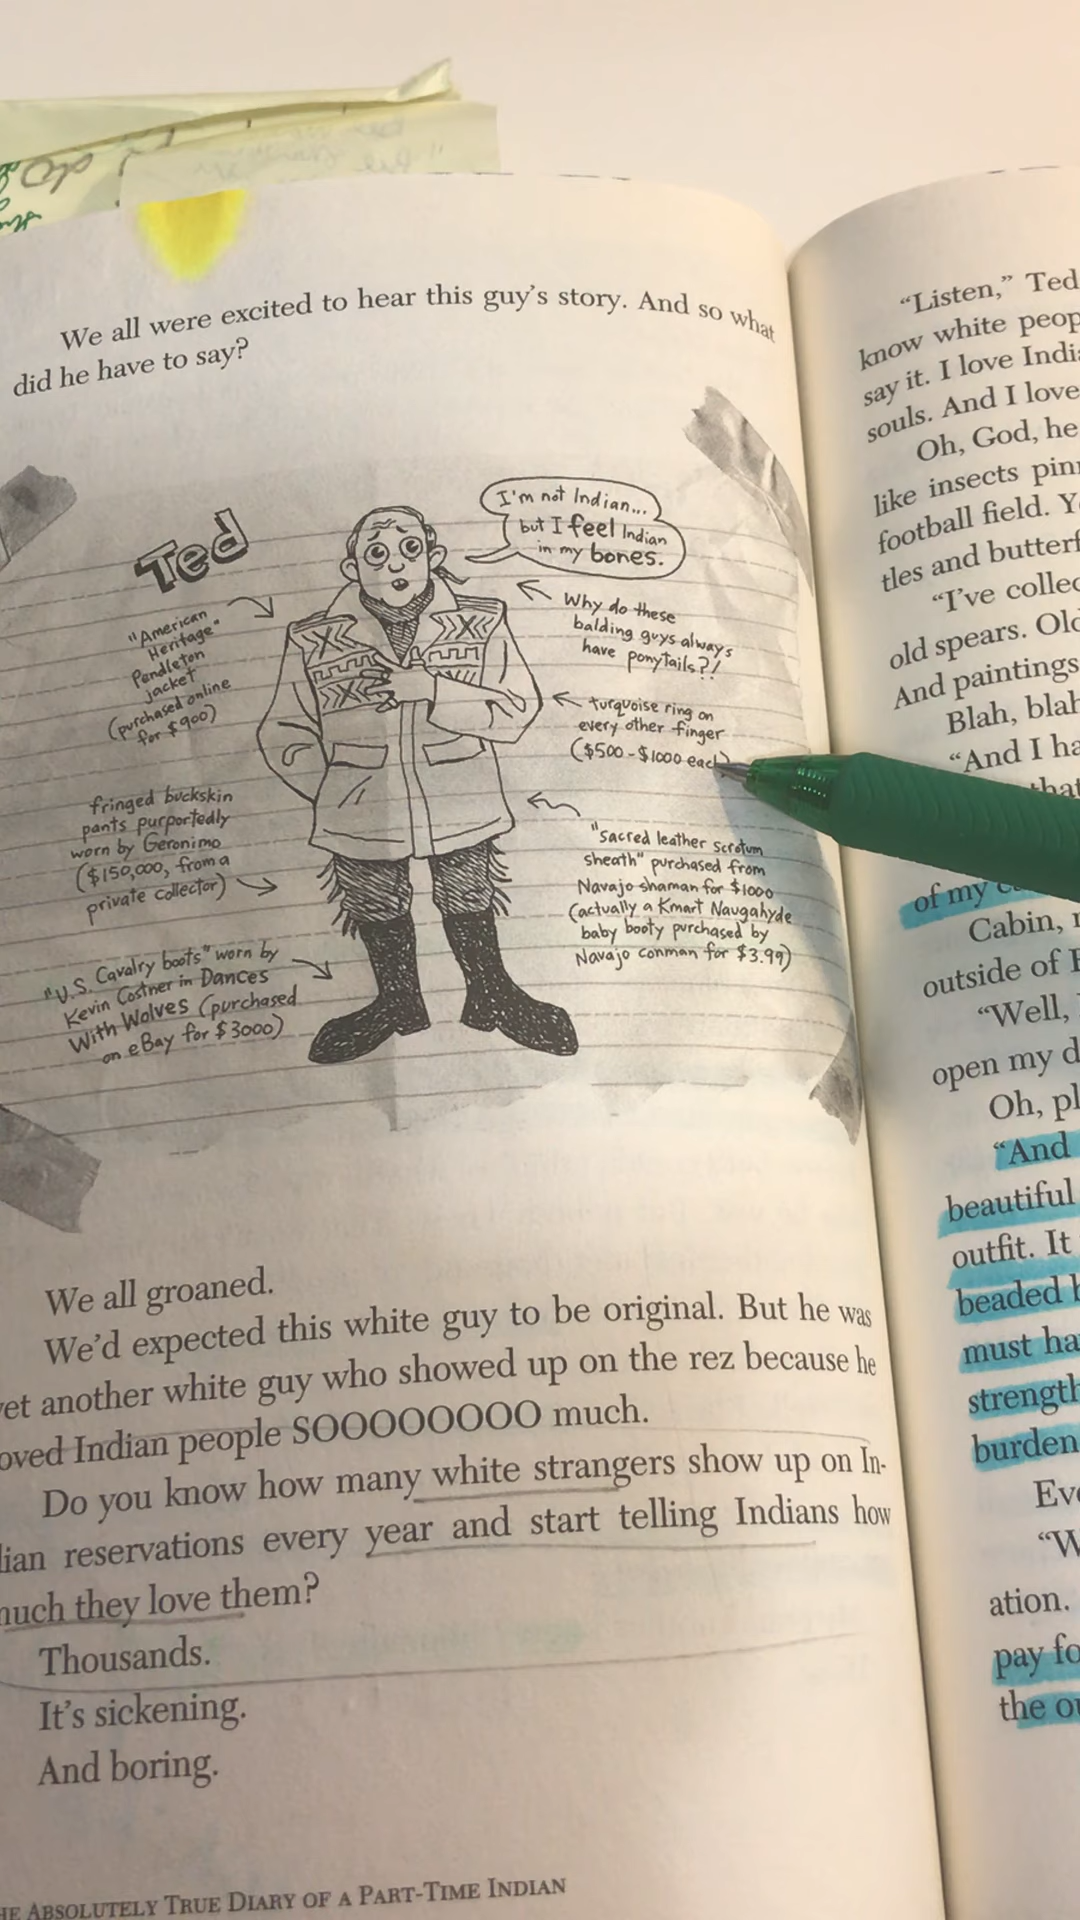 We all were excited to hear this guy's story. And so what
did he have to say?
Ted
I'm not Indian...
but I feel Indian
in my bones.
"American
Heritage"
Pendleton
jacket
(purchased online
for $900)
Why do these
balding guys always
have ponytails?!
turquoise ring on
every other finger
($500-$1000 each)
fringed buckskin
pants purportedly
worn by Geronimo
($150,000, from a
private collector)
"sacred leather scrotum
sheath" purchased from
Navajo shaman for $1000
(actually a Kmart Naugahyde
baby booty purchased by
Navajo conman for $3.99)
"U.S. Cavalry boots" worn by
Kevin Costner in Dances
With Wolves (purchased
on eBay for $3000)
We all groaned.
We'd expected this white guy to be original. But he was
yet another white guy who showed up on the rez because he
oved Indian people SOOOOOOOO much.
Do you know how many white strangers show up on In-
dian reservations every year and start telling Indians how
much they love them?
Thousands.
It's sickening.
And boring.
HE ABSOLUTELY TRUE DIARY OF A PART-TIME INDIAN
"Listen," Ted
know white peop
say it. I love Indi
souls. And I love
Oh, God, he
like insects pin
football field. Y
tles and butterf
"I've collec
old spears. Old
And paintings
Blah, blah
"And I ha
that
of my
Cabin,
outside of
"Well,
open my d
Oh, pl
"And
beautiful
outfit. It
beaded b
must ha
strength
burden
Eve
"W
ation.
pay fo
the ou